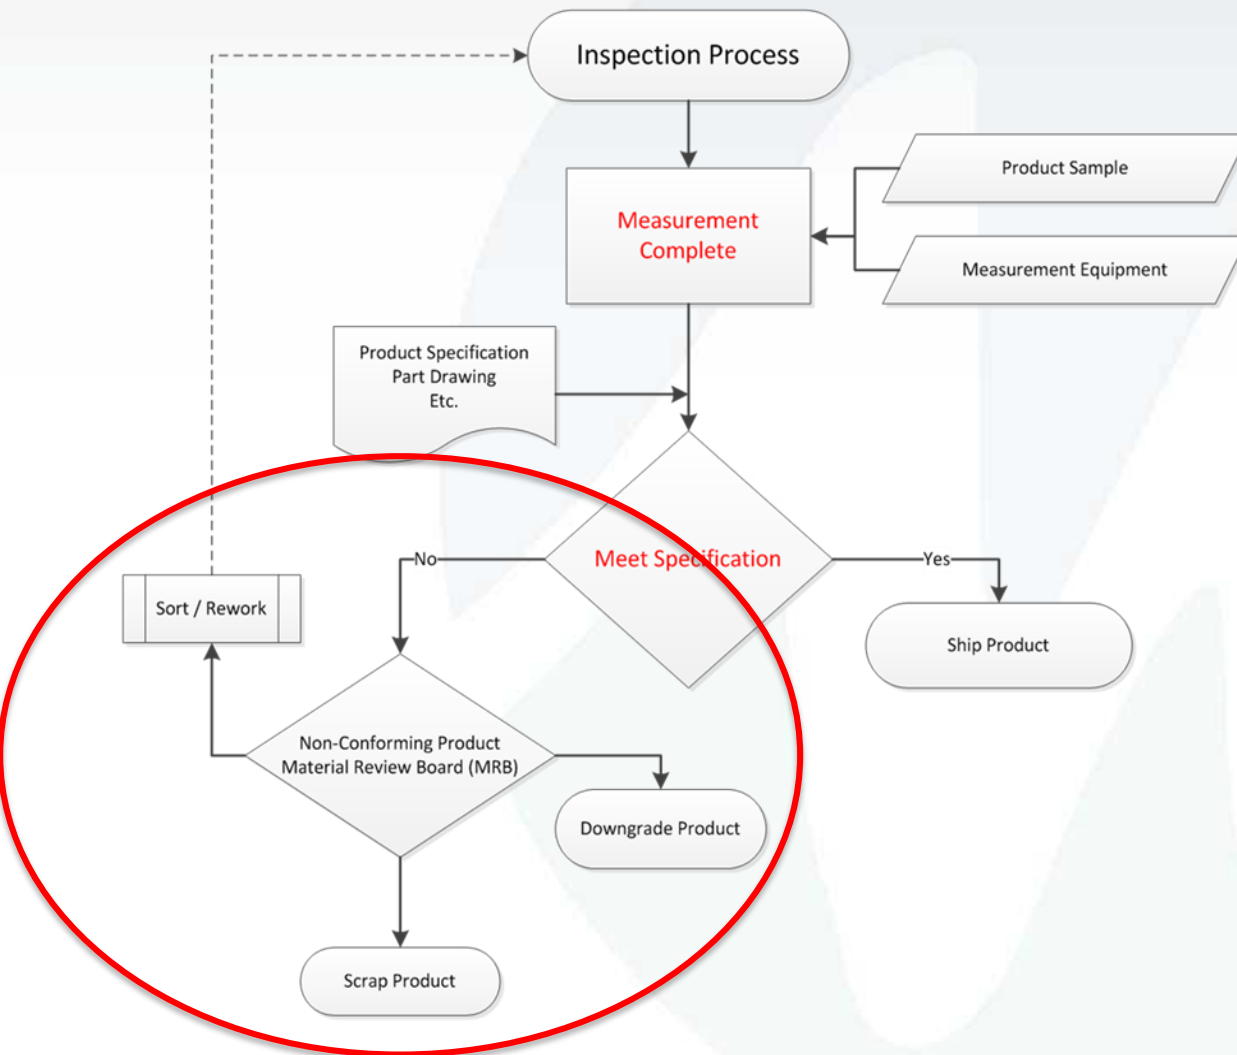 Inspection Process
Product Sample
Measurement
Complete
Measurement Equipment
Product Specification
Part Drawing
Etc.
No
Meet Specification
Yes
Sort / Rework
Ship Product
Non-Conforming Product
Material Review Board (MRB)
Downgrade Product
Scrap Product